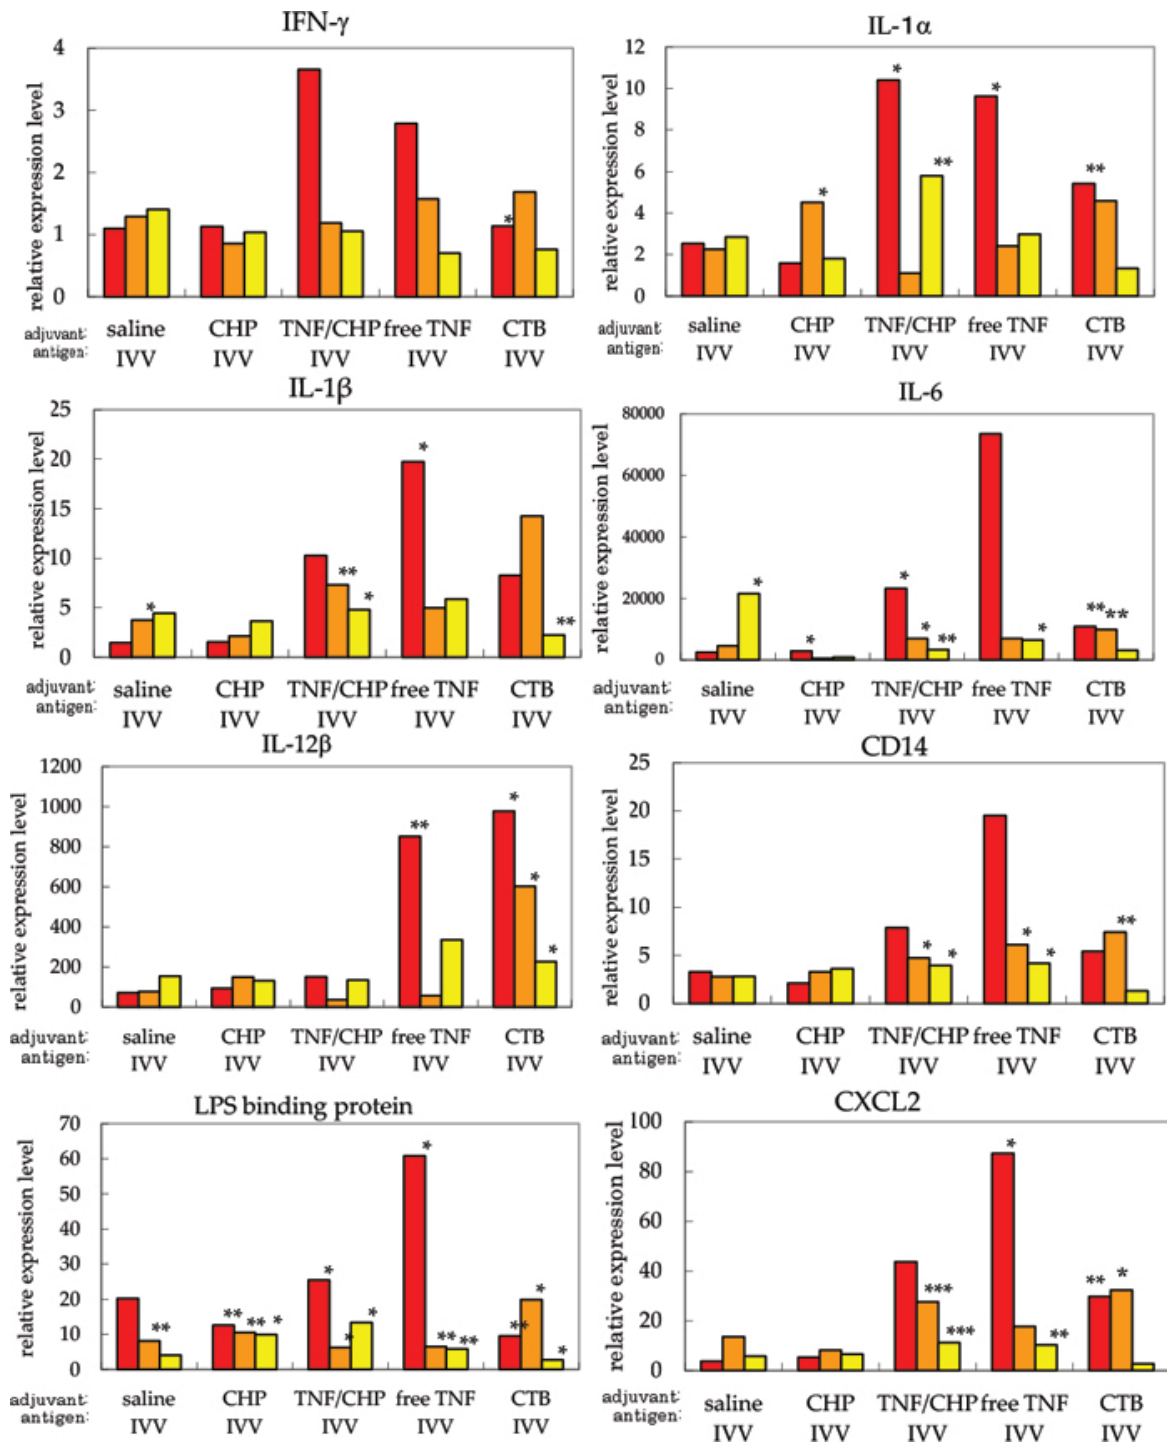 IFN-γ
4
3
2
1
0
relative expression level
* 
adjuvant: saline CHP TNF/CHP free TNF CTB
antigen: IVV IVV IVV IVV IVV
IL-1α
12
10
8
6
4
2
0
relative expression level
* * ** * **
adjuvant: saline CHP TNF/CHP free TNF CTB
antigen: IVV IVV IVV IVV IVV
IL-1β
25
20
15
10
5
0
relative expression level
* ** * * **
adjuvant: saline CHP TNF/CHP free TNF CTB
antigen: IVV IVV IVV IVV IVV
IL-6
80000
60000
40000
20000
0
relative expression level
* * * * ** * ** **
adjuvant: saline CHP TNF/CHP free TNF CTB
antigen: IVV IVV IVV IVV IVV
IL-12β
1200
1000
800
600
400
200
0
relative expression level
** * * *
adjuvant: saline CHP TNF/CHP free TNF CTB
antigen: IVV IVV IVV IVV IVV
CD14
25
20
15
10
5
0
relative expression level
* * * * **
adjuvant: saline CHP TNF/CHP free TNF CTB
antigen: IVV IVV IVV IVV IVV
LPS binding protein
70
60
50
40
30
20
10
0
relative expression level
** ** ** * * * * * ** ** ** * *
adjuvant: saline CHP TNF/CHP free TNF CTB
antigen: IVV IVV IVV IVV IVV
CXCL2
100
80
60
40
20
0
relative expression level
*** *** * ** ** *
adjuvant: saline CHP TNF/CHP free TNF CTB
antigen: IVV IVV IVV IVV IVV